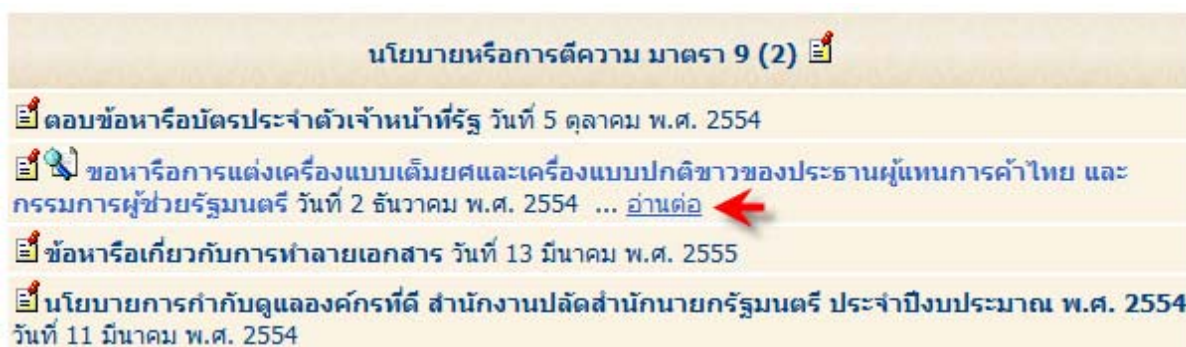 นโยบายหรือการตีความ มาตรา 9 (2)
ตอบข้อหารือบัตรประจำตัวเจ้าหน้าที่รัฐ วันที่ 5 ตุลาคม พ.ศ. 2554
ขอหารือการแต่งเครื่องแบบเต็มยศและเครื่องแบบปกติขาวของประธานผู้แทนการค้าไทย และ
กรรมการผู้ช่วยรัฐมนตรี วันที่ 2 ธันวาคม พ.ศ. 2554 ... อ่านต่อ
ข้อหารือเกี่ยวกับการทำลายเอกสาร วันที่ 13 มีนาคม พ.ศ. 2555
นโยบายการกำกับดูแลองค์กรที่ดี สำนักงานปลัดสำนักนายกรัฐมนตรี ประจำปีงบประมาณ พ.ศ. 2554
วันที่ 11 มีนาคม พ.ศ. 2554